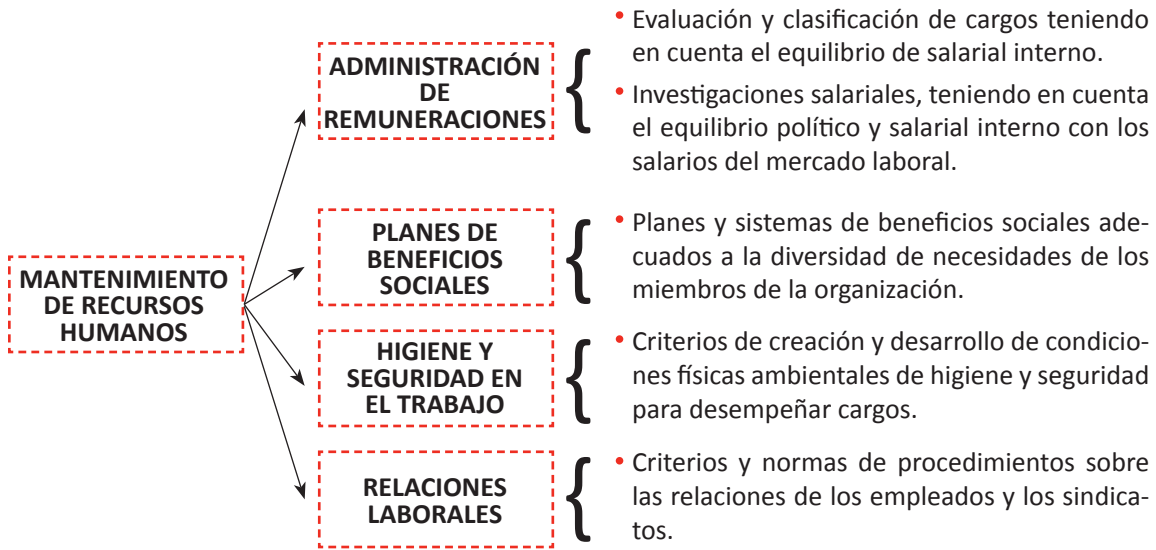 MANTENIMIENTO
DE RECURSOS
HUMANOS
ADMINISTRACIÓN
DE
REMUNERACIONES
• Evaluación y clasificación de cargos teniendo
en cuenta el equilibrio de salarial interno.
• Investigaciones salariales, teniendo en cuenta
el equilibrio político y salarial interno con los
salarios del mercado laboral.
PLANES DE
BENEFICIOS
SOCIALES
• Planes y sistemas de beneficios sociales ade-
cuados a la diversidad de necesidades de los
miembros de la organización.
HIGIENE Y
SEGURIDAD EN
EL TRABAJO
• Criterios de creación y desarrollo de condicio-
nes físicas ambientales de higiene y seguridad
para desempeñar cargos.
RELACIONES
LABORALES
• Criterios y normas de procedimientos sobre
las relaciones de los empleados y los sindica-
tos.